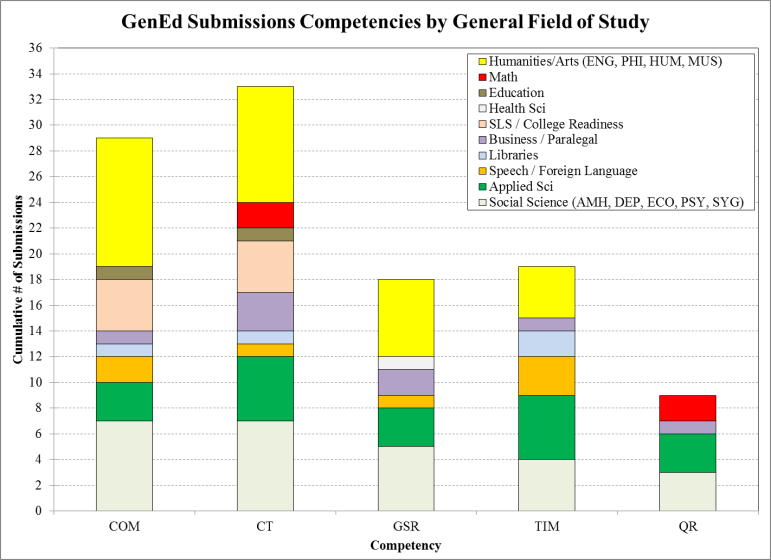 GenEd Submissions Competencies by General Field of Study
36
34
32
30
28
26
24
22
20
18
16
14
12
10
8
6
4
2
0
Cumulative # of Submissions
Humanities/Arts (ENG, PHI, HUM, MUS)
Math
Education
Health Sci
SLS / College Readiness
Business / Paralegal
Libraries
Speech / Foreign Language
Applied Sci
Social Science (AMH, DEP, ECO, PSY, SYG)
COM CT GSR TIM QR
Competency